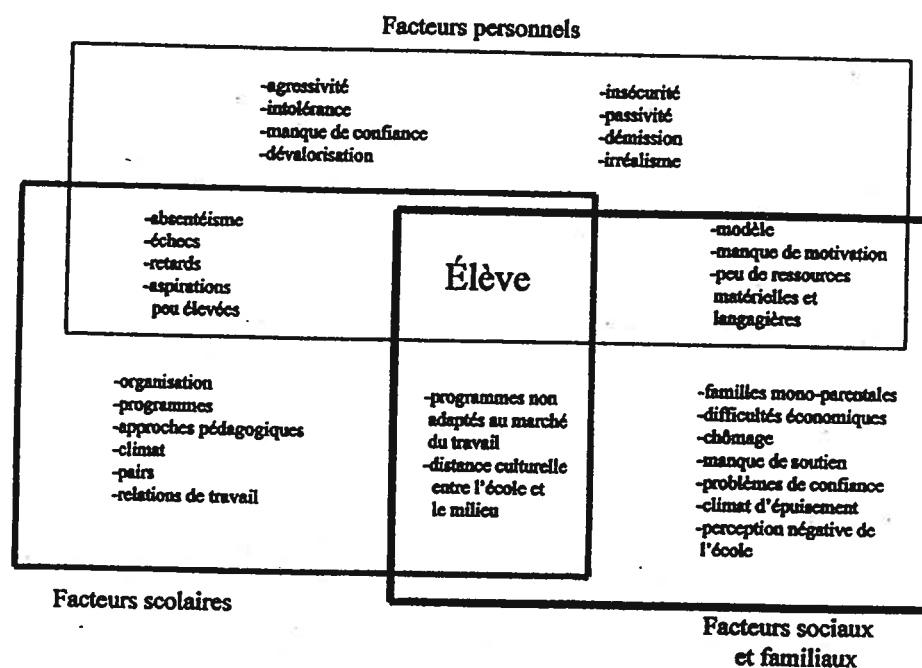 Facteurs personnels
-agressivité
-intolérance
-manque de confiance
-dévalorisation
-insécurité
-passivité
-démission
-irréalisme
-absentéisme
-échecs
-retards
-aspirations
peu élevées
Élève
-modèle
-manque de motivation
-peu de ressources
matérielles et
langagières
-organisation
-programmes
-approches pédagogiques
-climat
-pairs
-relations de travail
-programmes non
adaptés au marché
du travail
-distance culturelle
entre l'école et
le milieu
-familles mono-parentales
-difficultés économiques
-chômage
-manque de soutien
-problèmes de confiance
-climat d'épuisement
-perception négative de
l'école
Facteurs scolaires
Facteurs sociaux
et familiaux